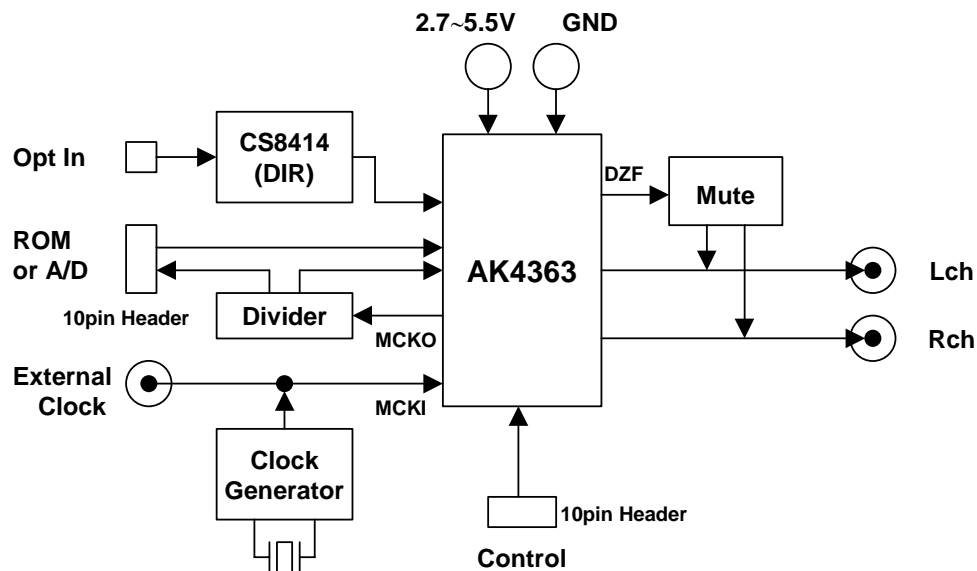 2.7~5.5V
GND
Opt In
CS8414
(DIR)
DZF
Mute
ROM
or A/D
AK4363
Lch
10pin Header
Divider
MCKO
Rch
External
Clock
MCKI
Clock
Generator
10pin Header
Control